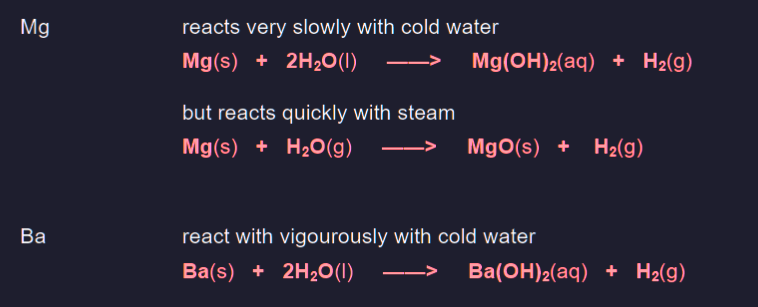 Mg reacts very slowly with cold water
Mg(s) + 2H₂O(l) ——> Mg(OH)₂(aq) + H₂(g)
but reacts quickly with steam
Mg(s) + H₂O(g) ——> MgO(s) + H₂(g)
Ba react with vigourously with cold water
Ba(s) + 2H₂O(l) ——> Ba(OH)₂(aq) + H₂(g)